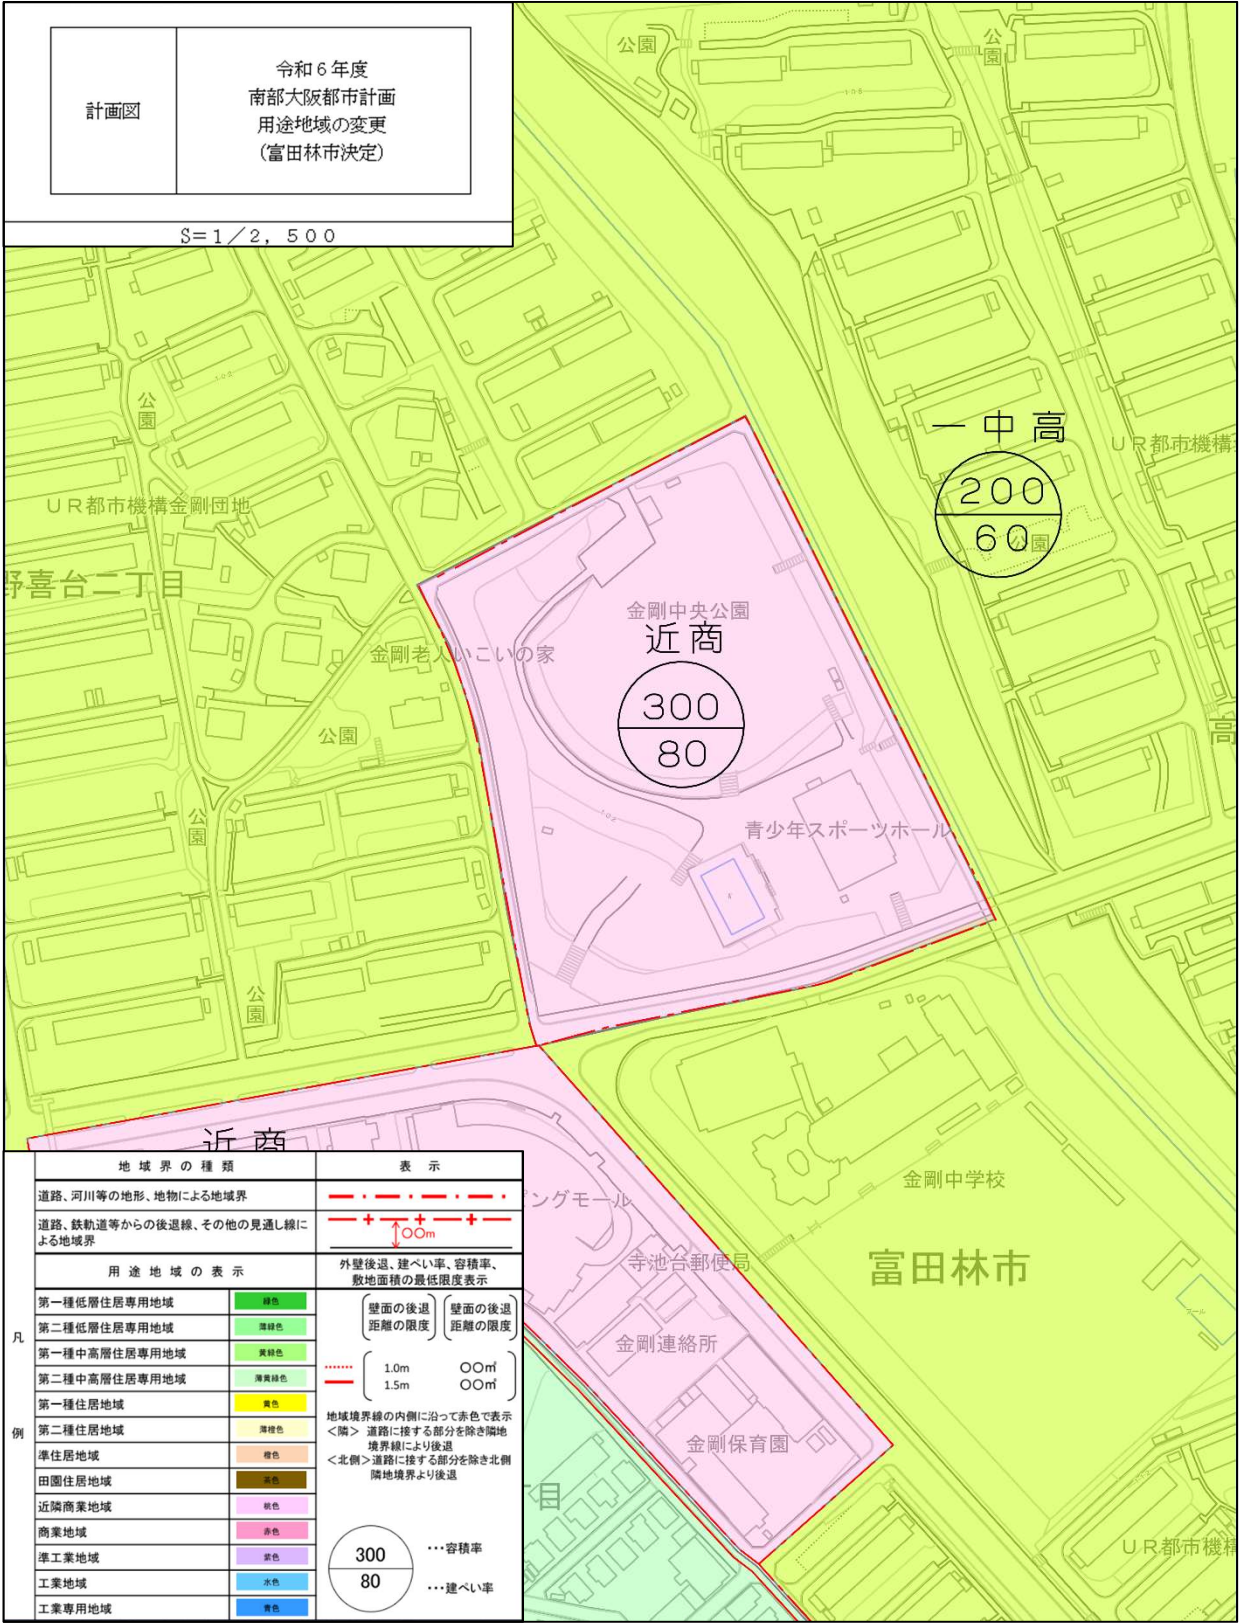 計画図
令和６年度
南部大阪都市計画
用途地域の変更
（富田林市決定）
S=1／2,500
公園
公園
105
一中高
200
60
公園
ＵＲ都市機構
102
公園
ＵＲ都市機構金剛団地
野喜台二丁目
金剛中央公園
近商
300
80
金剛老人いこいの家
公園
公園
高
青少年スポーツホール
102
公園
近商
金剛中学校
ングモール
富田林市
寺池台郵便局
プール
金剛連絡所
金剛保育園
丁目
ＵＲ都市機構
凡例
地域界の種類
表示
道路、河川等の地形、地物による地域界
道路、鉄軌道等からの後退線、その他の見通し線に
よる地域界
〇〇m
用途地域の表示
外壁後退、建ぺい率、容積率、
敷地面積の最低限度表示
第一種低層住居専用地域 緑色
第二種低層住居専用地域 薄緑色
第一種中高層住居専用地域 黄緑色
第二種中高層住居専用地域 薄黄緑色
第一種住居地域 黄色
第二種住居地域 薄橙色
準住居地域 橙色
田園住居地域 茶色
近隣商業地域 桃色
商業地域 赤色
準工業地域 紫色
工業地域 水色
工業専用地域 青色
壁面の後退
距離の限度
壁面の後退
距離の限度
1.0m 〇〇㎡
1.5m 〇〇㎡
地域境界線の内側に沿って赤色で表示
＜隣＞ 道路に接する部分を除き隣地
境界線により後退
＜北側＞道路に接する部分を除き北側
隣地境界より後退
300 …容積率
80 …建ぺい率